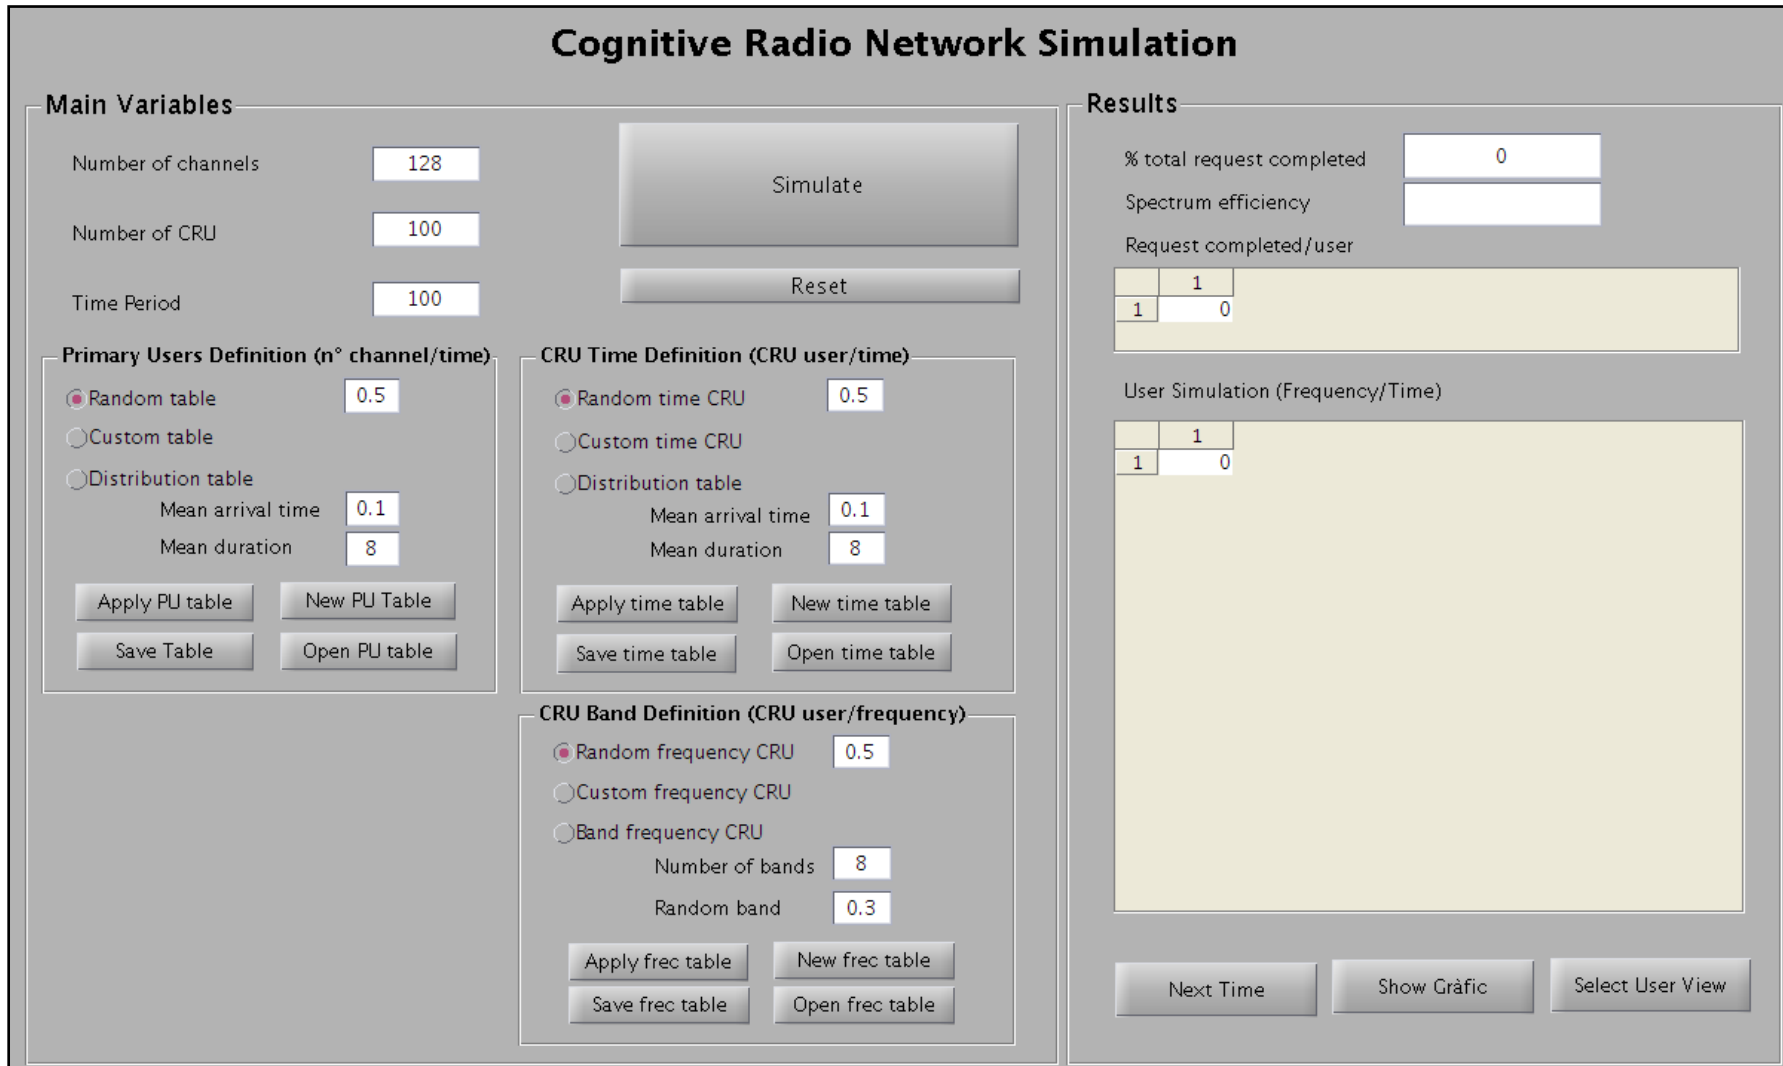 Cognitive Radio Network Simulation
Main Variables
Number of channels 128
Number of CRU 100
Time Period 100
Simulate
Reset
Primary Users Definition (n° channel/time)
Random table 0.5
Custom table
Distribution table
Mean arrival time 0.1
Mean duration 8
Apply PU table New PU Table
Save Table Open PU table
CRU Time Definition (CRU user/time)
Random time CRU 0.5
Custom time CRU
Distribution table
Mean arrival time 0.1
Mean duration 8
Apply time table New time table
Save time table Open time table
CRU Band Definition (CRU user/frequency)
Random frequency CRU 0.5
Custom frequency CRU
Band frequency CRU
Number of bands 8
Random band 0.3
Apply frec table New frec table
Save frec table Open frec table
Results
% total request completed 0
Spectrum efficiency
Request completed/user
1
1 0
User Simulation (Frequency/Time)
1
1 0
Next Time Show Gràfic Select User View